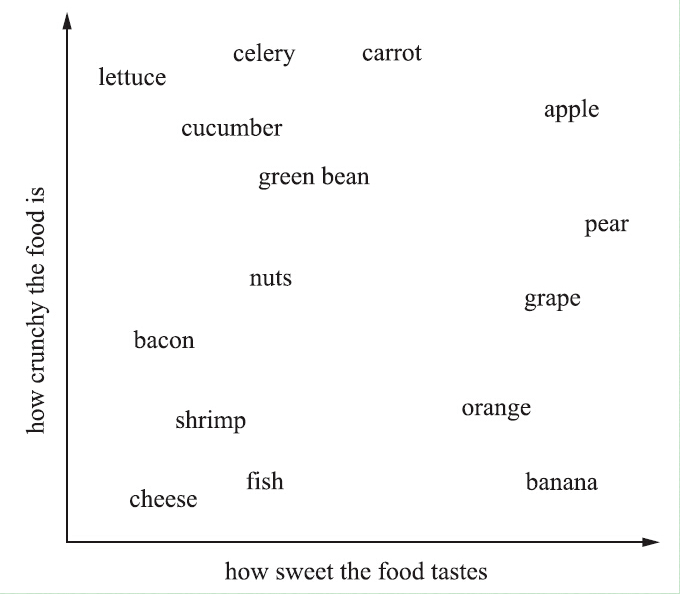 celery
carrot
lettuce
apple
cucumber
green bean
pear
nuts
grape
bacon
orange
shrimp
fish
banana
cheese
how crunchy the food is
how sweet the food tastes